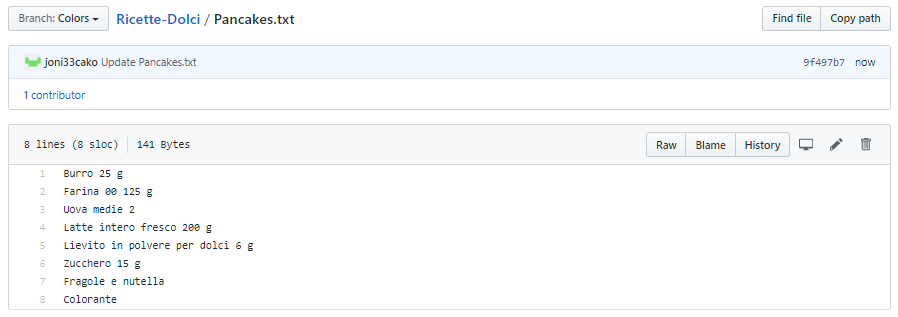 Branch: Colors
Ricette-Dolci / Pancakes.txt
Find file
Copy path
joni33cako Update Pancakes.txt
9f497b7 now
1 contributor
8 lines (8 sloc) 141 Bytes
Raw
Blame
History
1 Burro 25 g
2 Farina 00 125 g
3 Uova medie 2
4 Latte intero fresco 200 g
5 Lievito in polvere per dolci 6 g
6 Zucchero 15 g
7 Fragole e nutella
8 Colorante